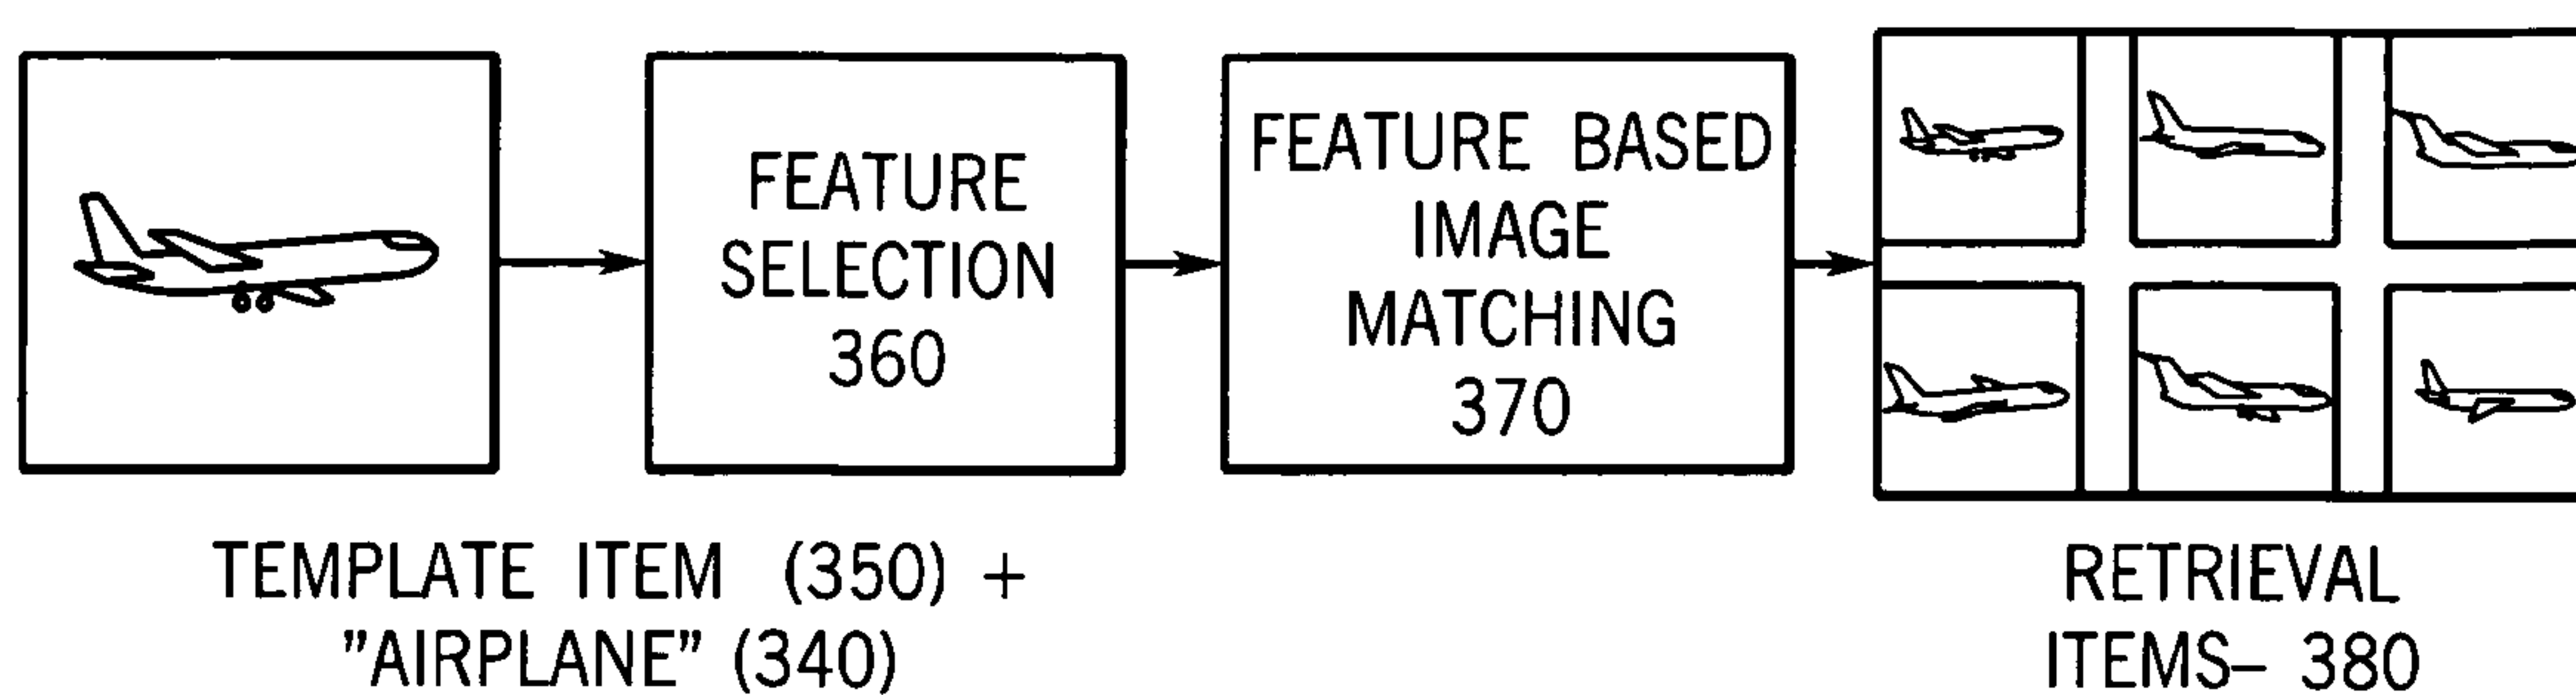 FEATURE
SELECTION
360
FEATURE BASED
IMAGE
MATCHING
370
TEMPLATE ITEM (350) +
"AIRPLANE" (340)
RETRIEVAL
ITEMS– 380